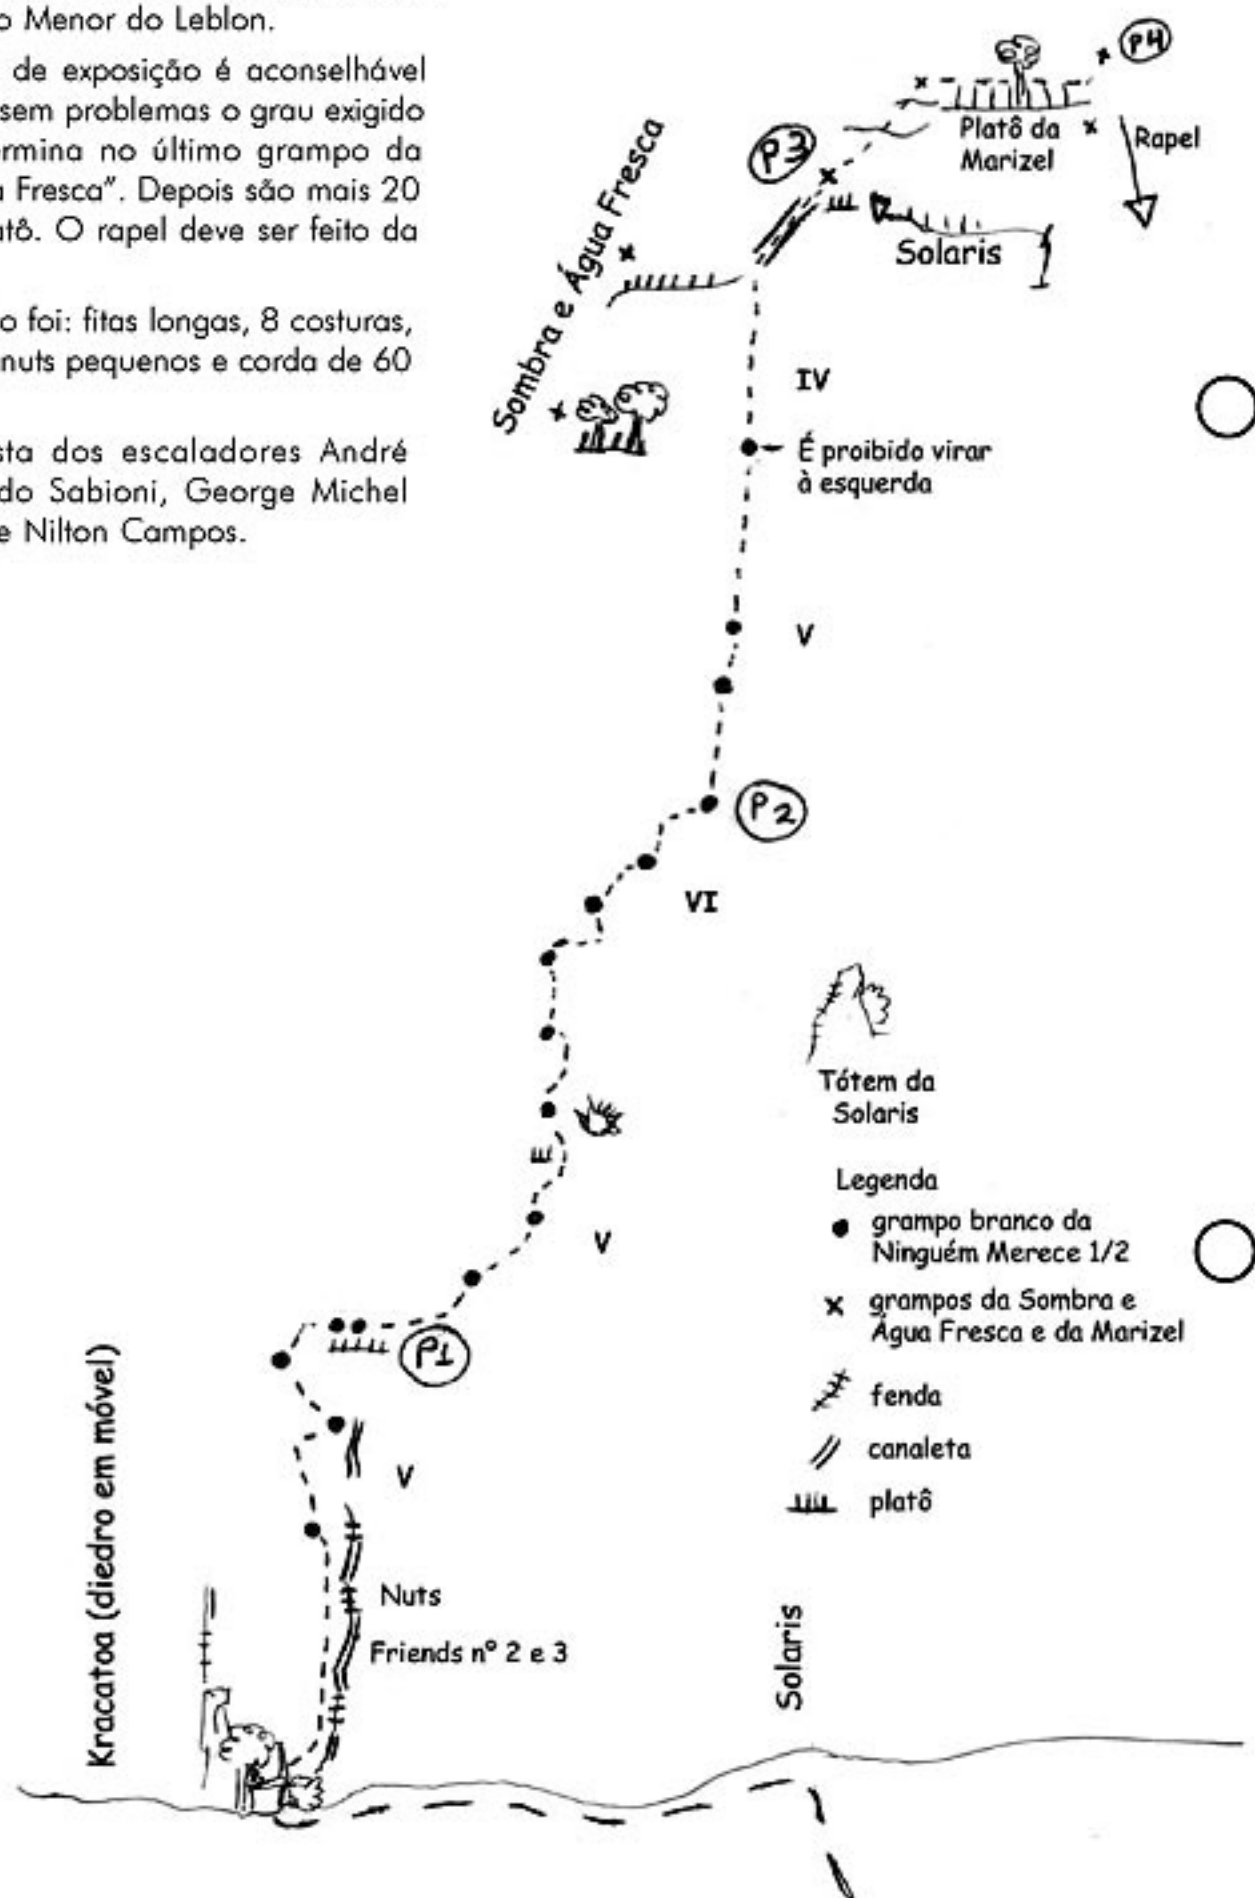 o Menor do Leblon.
de exposição é aconselhável
sem problemas o grau exigido
ermina no último grampo da
a Fresca". Depois são mais 20
atô. O rapel deve ser feito da
o foi: fitas longas, 8 costuras,
nuts pequenos e corda de 60
sta dos escaladores André
do Sabioni, George Michel
e Nilton Campos.
P4
Platô da
Marizel
Rapel
P3
Solaris
Sombra e Água Fresca
IV
É proibido virar
à esquerda
V
P2
VI
Tótem da
Solaris
Legenda
grampo branco da
Ninguém Merece 1/2
grampos da Sombra e
Água Fresca e da Marizel
fenda
canaleta
platô
V
P1
V
Kracatoa (diedro em móvel)
Nuts
Friends nº 2 e 3
Solaris